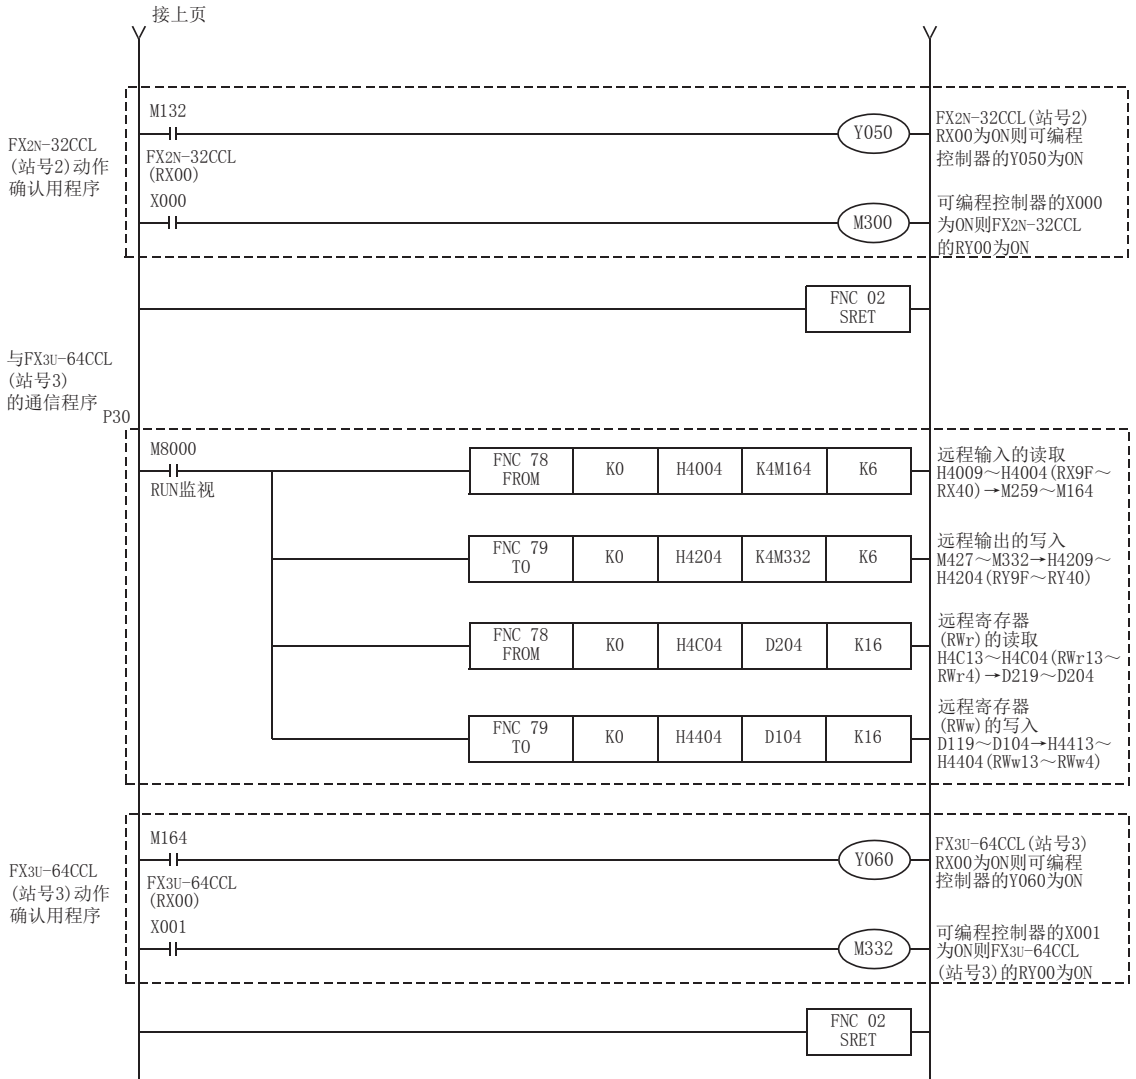 接上页
FX2N-32CCL
(站号2)动作
确认用程序
M132
Y050
FX2N-32CCL(站号2)
RX00为ON则可编程
控制器的Y050为ON
FX2N-32CCL
(RX00)
X000
M300
可编程控制器的X000
为ON则FX2N-32CCL
的RY00为ON
FNC 02
SRET
与FX3U-64CCL
(站号3)
的通信程序
P30
M8000
RUN监视
FNC 78
FROM
K0
H4004
K4M164
K6
远程输入的读取
H4009～H4004(RX9F～
RX40)→M259～M164
FNC 79
TO
K0
H4204
K4M332
K6
远程输出的写入
M427～M332→H4209～
H4204(RY9F～RY40)
FNC 78
FROM
K0
H4C04
D204
K16
远程寄存器
(RWr)的读取
H4C13～H4C04(RWr13～
RWr4)→D219～D204
FNC 79
TO
K0
H4404
D104
K16
远程寄存器
(RWw)的写入
D119～D104→H4413～
H4404(RWw13～RWw4)
FX3U-64CCL
(站号3)动作
确认用程序
M164
Y060
FX3U-64CCL(站号3)
RX00为ON则可编程
控制器的Y060为ON
FX3U-64CCL
(RX00)
X001
M332
可编程控制器的X001
为ON则FX3U-64CCL
(站号3)的RY00为ON
FNC 02
SRET